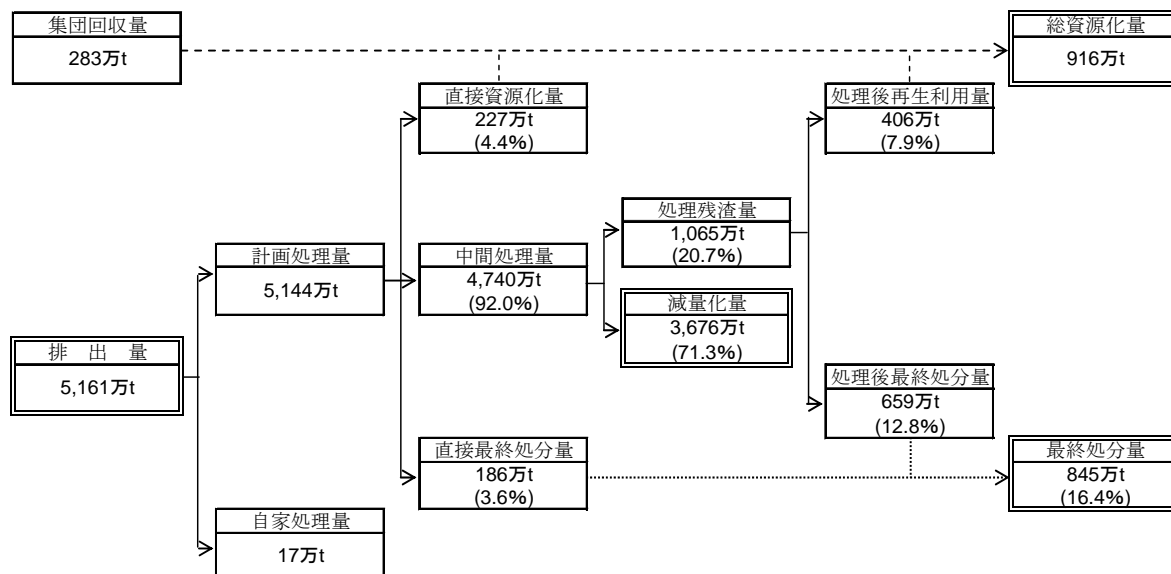 集団回収量
283万t
総資源化量
916万t
直接資源化量
227万t
(4.4%)
処理後再生利用量
406万t
(7.9%)
処理残渣量
1,065万t
(20.7%)
計画処理量
5,144万t
中間処理量
4,740万t
(92.0%)
減量化量
3,676万t
(71.3%)
排 出 量
5,161万t
処理後最終処分量
659万t
(12.8%)
直接最終処分量
186万t
(3.6%)
最終処分量
845万t
(16.4%)
自家処理量
17万t